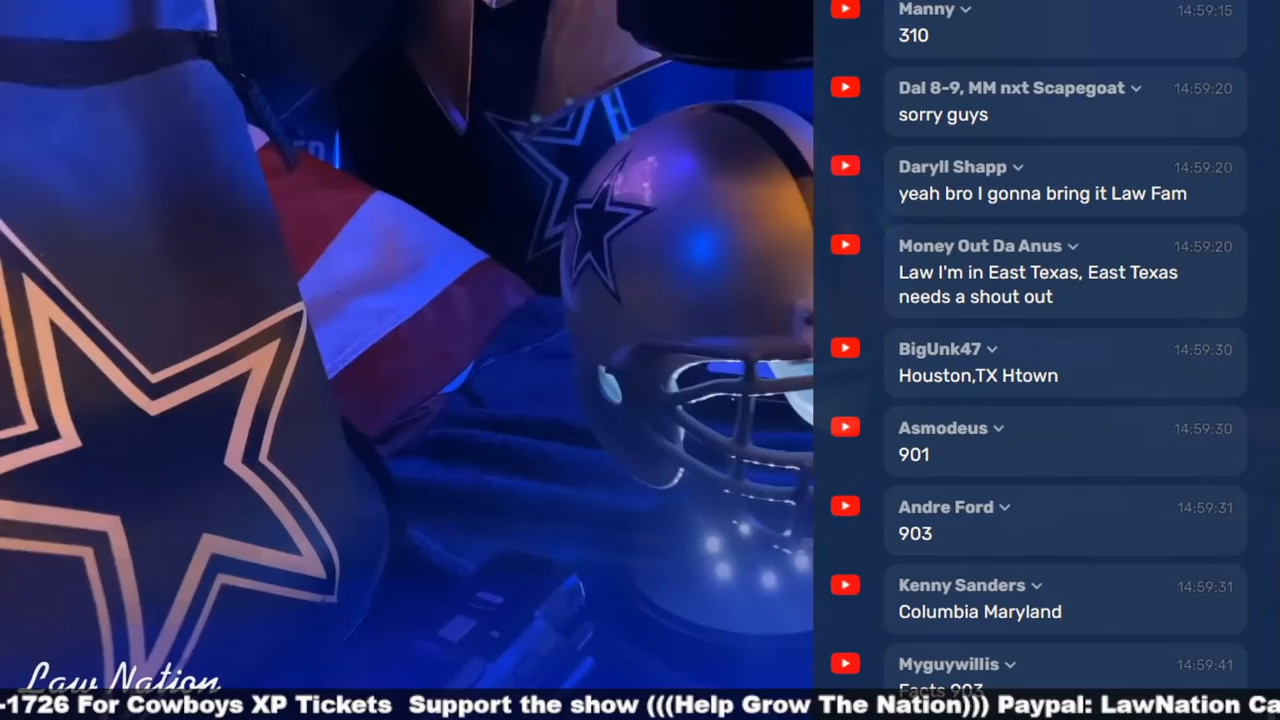 Manny
14:59:15
310
Dal 8-9, MM nxt Scapegoat
14:59:20
sorry guys
Daryll Shapp
14:59:20
yeah bro I gonna bring it Law Fam
Money Out Da Anus
14:59:20
Law I'm in East Texas, East Texas
needs a shout out
BigUnk47
14:59:30
Houston,TX Htown
Asmodeus
14:59:30
901
Andre Ford
14:59:31
903
Kenny Sanders
14:59:31
Columbia Maryland
Myguywillis
14:59:41
Facts 903
Law Nation
-1726 For Cowboys XP Tickets Support the show (((Help Grow The Nation))) Paypal: LawNation Ca